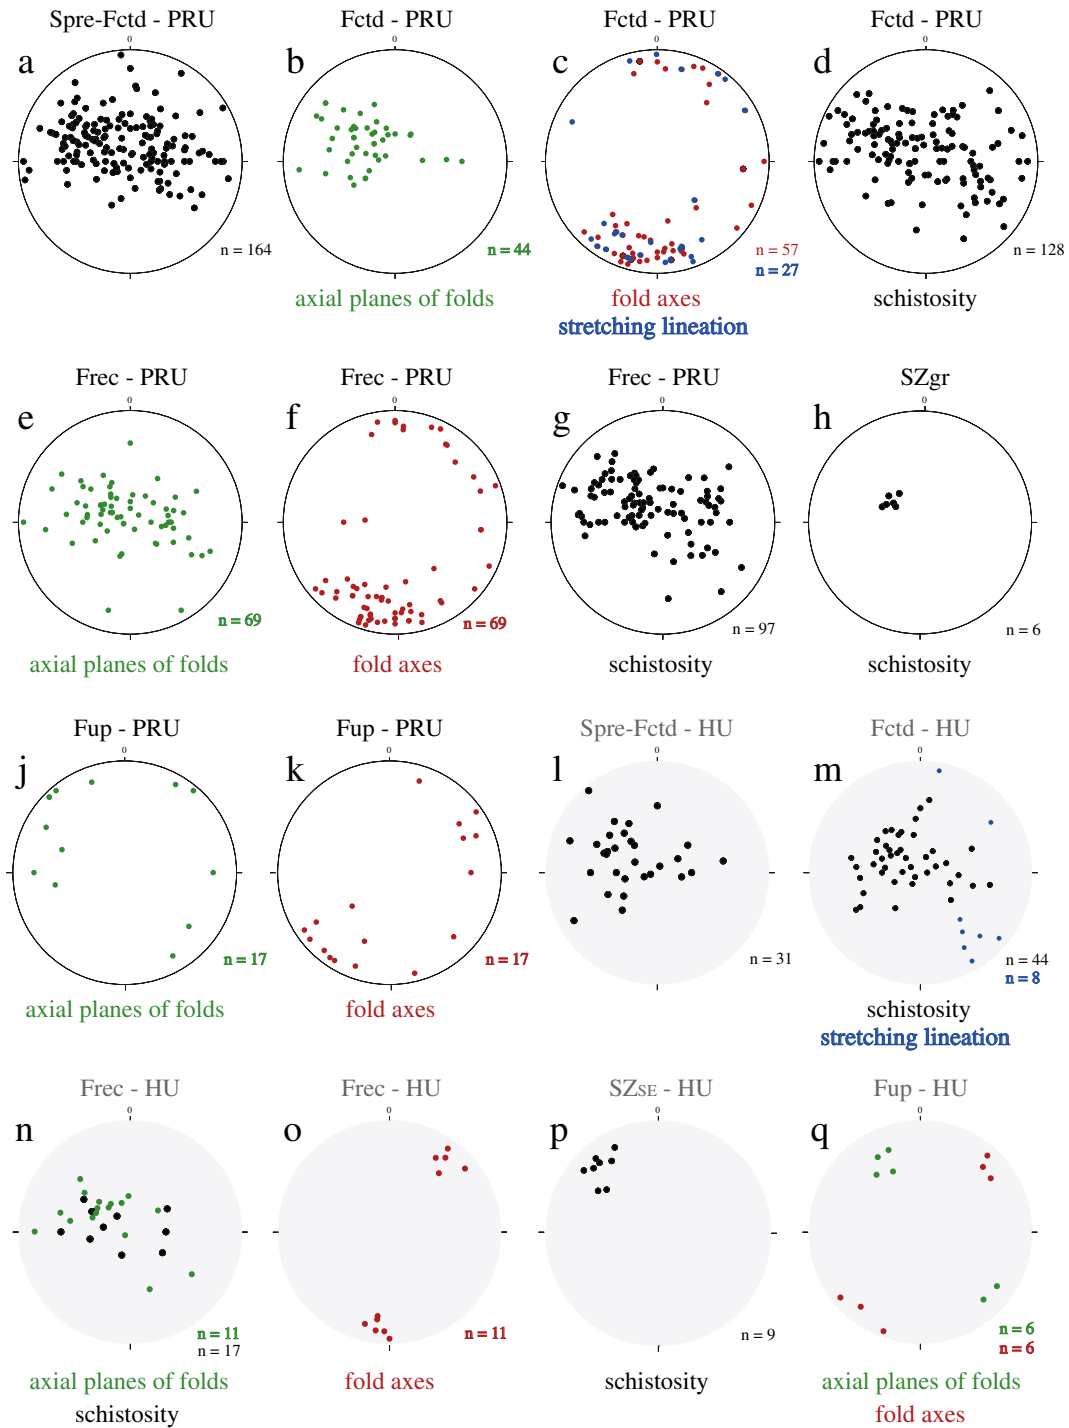 Spre-Fctd - PRU
Fctd - PRU
Fctd - PRU
Fctd - PRU
0
0
0
0
a
b
c
d
n = 164
n = 44
n = 57
n = 27
n = 128
axial planes of folds
fold axes
stretching lineation
schistosity
Frec - PRU
Frec - PRU
Frec - PRU
SZgr
0
0
0
0
e
f
g
h
n = 69
n = 69
n = 97
n = 6
axial planes of folds
fold axes
schistosity
schistosity
Fup - PRU
Fup - PRU
Spre-Fctd - HU
Fctd - HU
0
0
0
0
j
k
l
m
n = 17
n = 17
n = 31
n = 44
n = 8
axial planes of folds
fold axes
schistosity
stretching lineation
Frec - HU
Frec - HU
SZSE - HU
Fup - HU
0
0
0
0
n
o
p
q
n = 11
n = 17
n = 11
n = 9
n = 6
n = 6
axial planes of folds
schistosity
fold axes
schistosity
axial planes of folds
fold axes